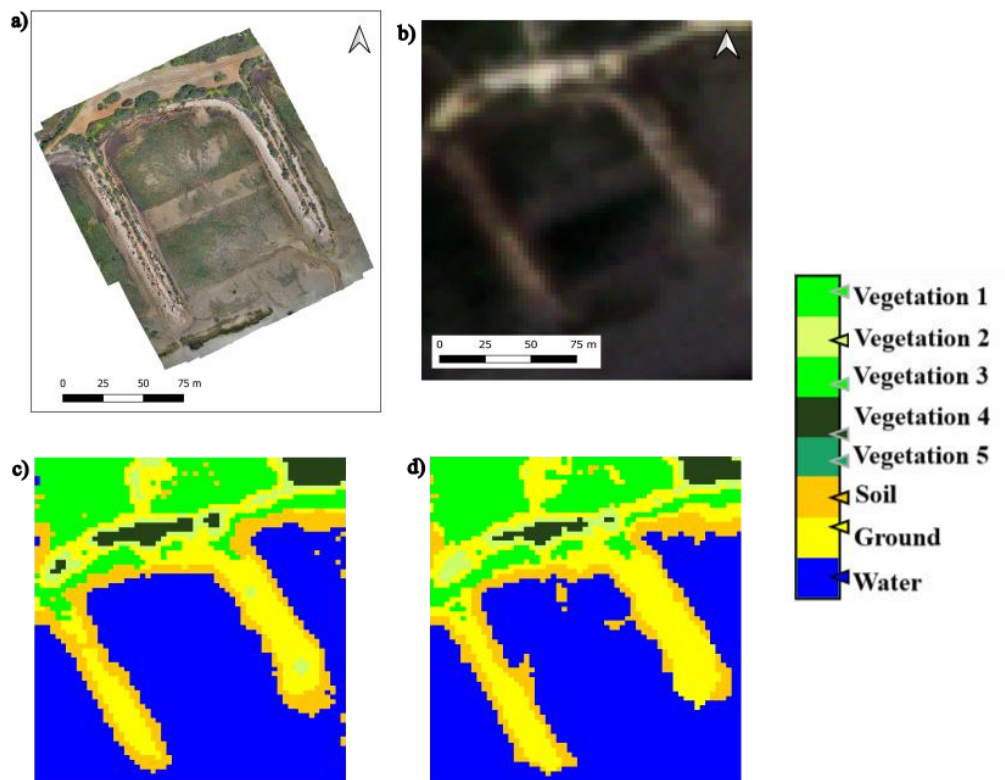 a)
b)
0 25 50 75 m
0 25 50 75 m
c)
d)
Vegetation 1
Vegetation 2
Vegetation 3
Vegetation 4
Vegetation 5
Soil
Ground
Water